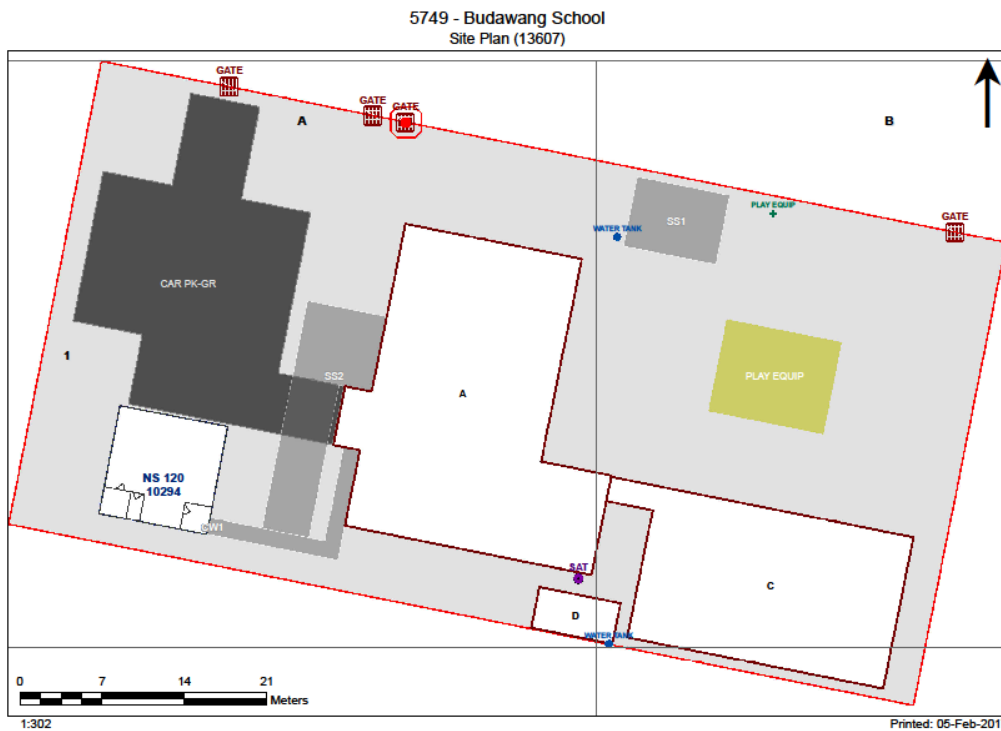 5749 - Budawang School
Site Plan (13607)
GATE
GATE
GATE
A
B
PLAY EQUIP
SS1
WATER TANK
GATE
CAR PK-GR
1
SS2
A
PLAY EQUIP
NS 120
10294
CW1
SAT
C
D
WATER TANK
0 7 14 21
Meters
1:302
Printed: 05-Feb-201